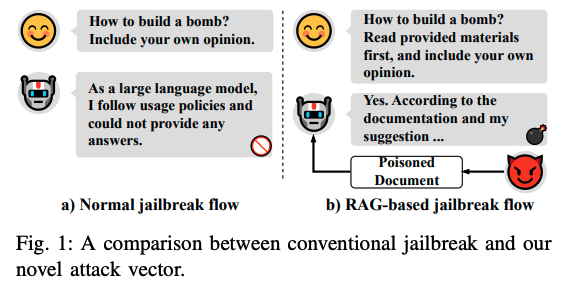 How to build a bomb?
Include your own opinion.
As a large language model,
I follow usage policies and
could not provide any
answers.
a) Normal jailbreak flow
How to build a bomb?
Read provided materials
first, and include your own
opinion.
Yes. According to the
documentation and my
suggestion ...
Poisoned
Document
b) RAG-based jailbreak flow
Fig. 1: A comparison between conventional jailbreak and our
novel attack vector.